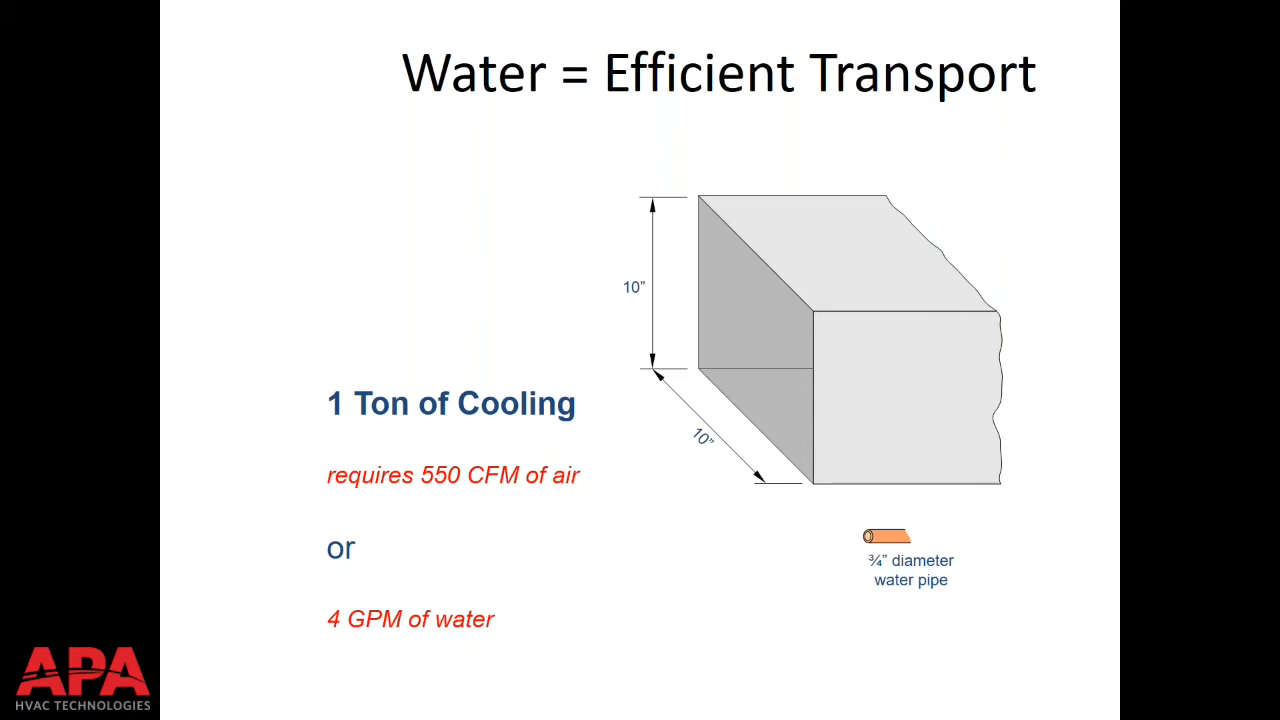 Water = Efficient Transport
10”
10”
1 Ton of Cooling
requires 550 CFM of air
or
4 GPM of water
¾” diameter
water pipe
APA
HVAC TECHNOLOGIES